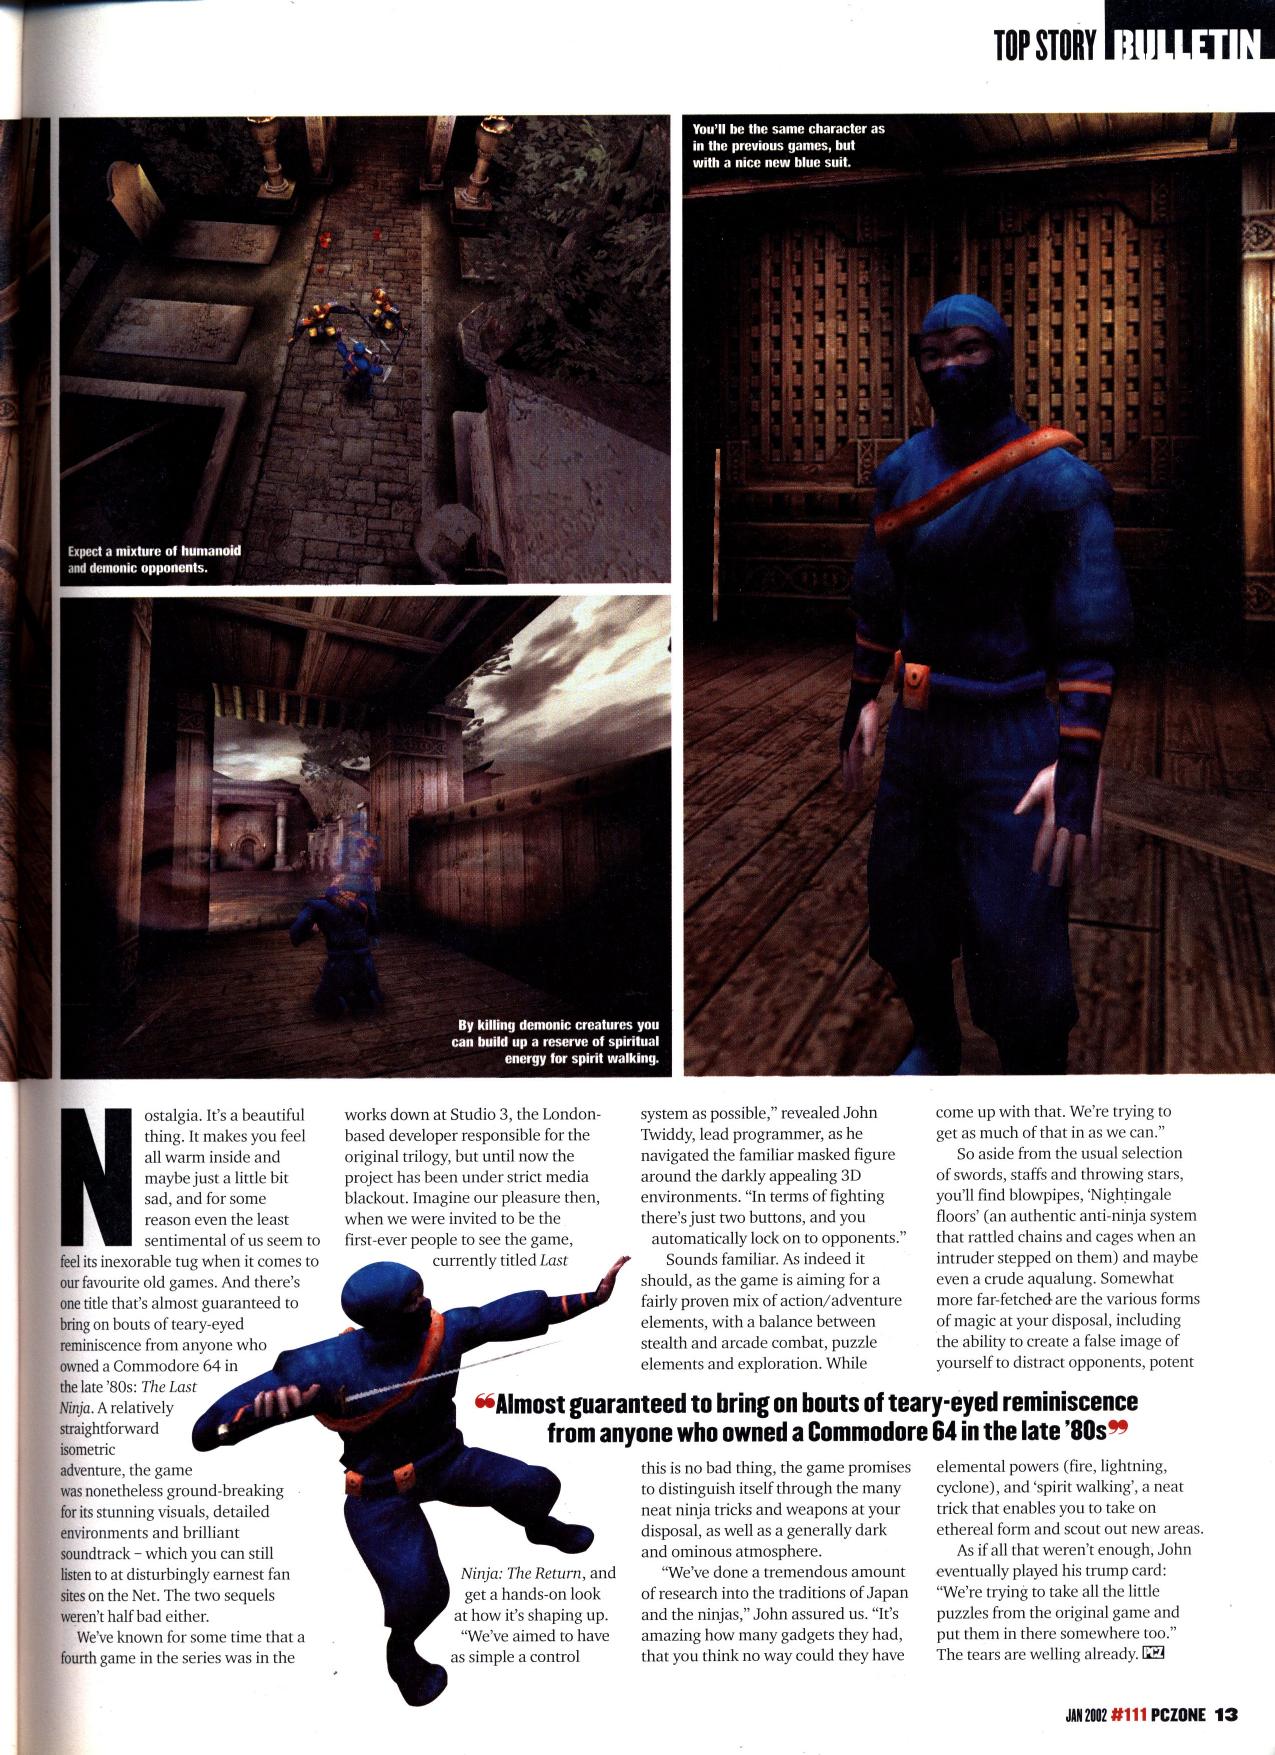 TOP STORY BULLETIN
You'll be the same character as
in the previous games, but
with a nice new blue suit.
Expect a mixture of humanoid
and demonic opponents.
By killing demonic creatures you
can build up a reserve of spiritual
energy for spirit walking.
Nostalgia. It's a beautiful
thing. It makes you feel
all warm inside and
maybe just a little bit
sad, and for some
reason even the least
sentimental of us seem to
feel its inexorable tug when it comes to
our favourite old games. And there's
one title that's almost guaranteed to
bring on bouts of teary-eyed
reminiscence from anyone who
owned a Commodore 64 in
the late '80s: The Last
Ninja. A relatively
straightforward
isometric
adventure, the game
was nonetheless ground-breaking
for its stunning visuals, detailed
environments and brilliant
soundtrack – which you can still
listen to at disturbingly earnest fan
sites on the Net. The two sequels
weren't half bad either.
We've known for some time that a
fourth game in the series was in the
works down at Studio 3, the London-
based developer responsible for the
original trilogy, but until now the
project has been under strict media
blackout. Imagine our pleasure then,
when we were invited to be the
first-ever people to see the game,
currently titled Last
Ninja: The Return, and
get a hands-on look
at how it's shaping up.
“We've aimed to have
as simple a control
system as possible,” revealed John
Twiddy, lead programmer, as he
navigated the familiar masked figure
around the darkly appealing 3D
environments. “In terms of fighting
there's just two buttons, and you
automatically lock on to opponents.”
Sounds familiar. As indeed it
should, as the game is aiming for a
fairly proven mix of action/adventure
elements, with a balance between
stealth and arcade combat, puzzle
elements and exploration. While
“Almost guaranteed to bring on bouts of teary-eyed reminiscence
from anyone who owned a Commodore 64 in the late '80s”
this is no bad thing, the game promises
to distinguish itself through the many
neat ninja tricks and weapons at your
disposal, as well as a generally dark
and ominous atmosphere.
“We've done a tremendous amount
of research into the traditions of Japan
and the ninjas,” John assured us. “It's
amazing how many gadgets they had,
that you think no way could they have
come up with that. We're trying to
get as much of that in as we can.”
So aside from the usual selection
of swords, staffs and throwing stars,
you'll find blowpipes, ‘Nightingale
floors’ (an authentic anti-ninja system
that rattled chains and cages when an
intruder stepped on them) and maybe
even a crude aqualung. Somewhat
more far-fetched are the various forms
of magic at your disposal, including
the ability to create a false image of
yourself to distract opponents, potent
elemental powers (fire, lightning,
cyclone), and ‘spirit walking’, a neat
trick that enables you to take on
ethereal form and scout out new areas.
As if all that weren't enough, John
eventually played his trump card:
“We're trying to take all the little
puzzles from the original game and
put them in there somewhere too.”
The tears are welling already. PCZ
JAN 2002 #111 PCZONE 13